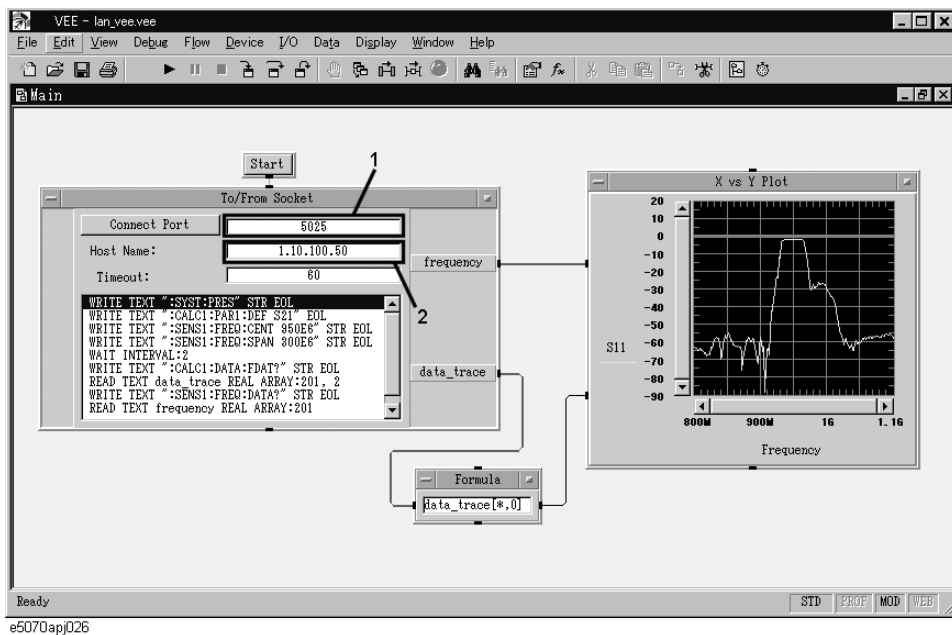 VEE - lan_vee.vee
File Edit View Debug Flow Device I/O Data Display Window Help
Main
Start
1
To/From Socket
Connect Port 5025
Host Name: 1.10.100.50
Timeout: 60
2
WRITE TEXT ":SYST:PRES" STR EOL
WRITE TEXT ":CALC1:PAR1:DEF S21" EOL
WRITE TEXT ":SENS1:FREQ:CENT 950E6" STR EOL
WRITE TEXT ":SENS1:FREQ:SPAN 300E6" STR EOL
WAIT INTERVAL:2
WRITE TEXT ":CALC1:DATA:FDAT?" STR EOL
READ TEXT data_trace REAL ARRAY:201, 2
WRITE TEXT ":SENS1:FREQ:DATA?" STR EOL
READ TEXT frequency REAL ARRAY:201
frequency
data_trace
Formula
data_trace[*,0]
X vs Y Plot
20
10
0
-10
-20
-30
-40
-50
-60
-70
-80
-90
S11
800M 900M 1G 1.1G
Frequency
Ready
STD PROF MOD WEB
e5070apj026